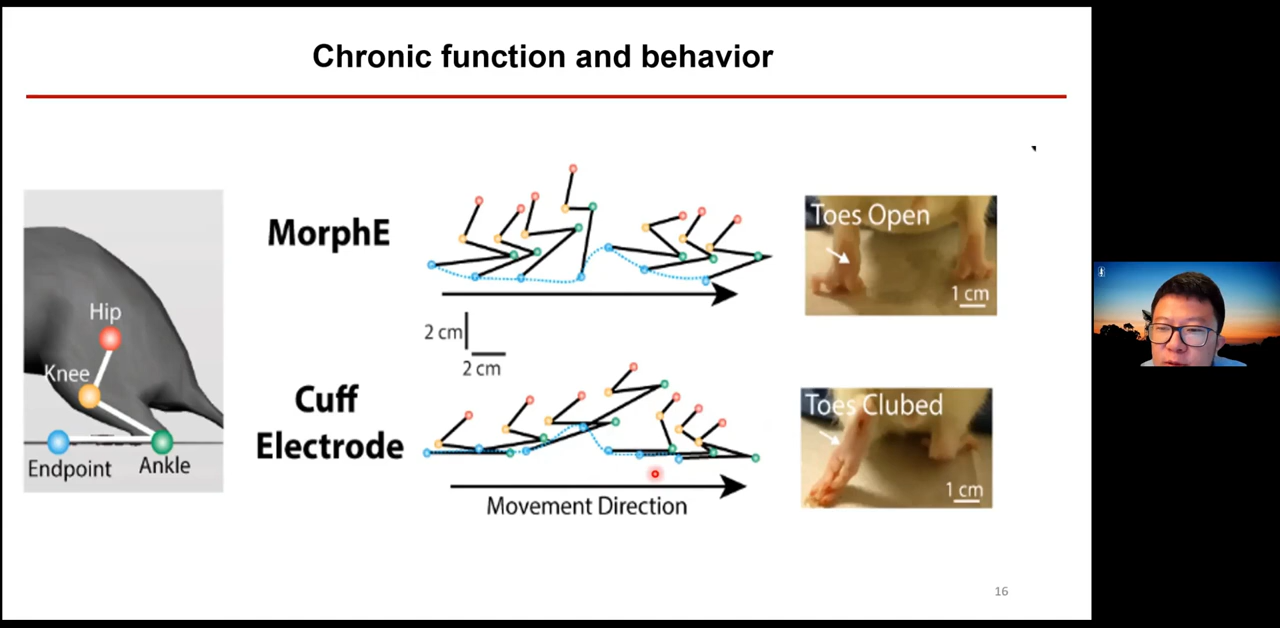 Chronic function and behavior
Hip
Knee
Endpoint
Ankle
MorphE
2 cm
2 cm
Cuff
Electrode
Movement Direction
Toes Open
1 cm
Toes Clubed
1 cm
16